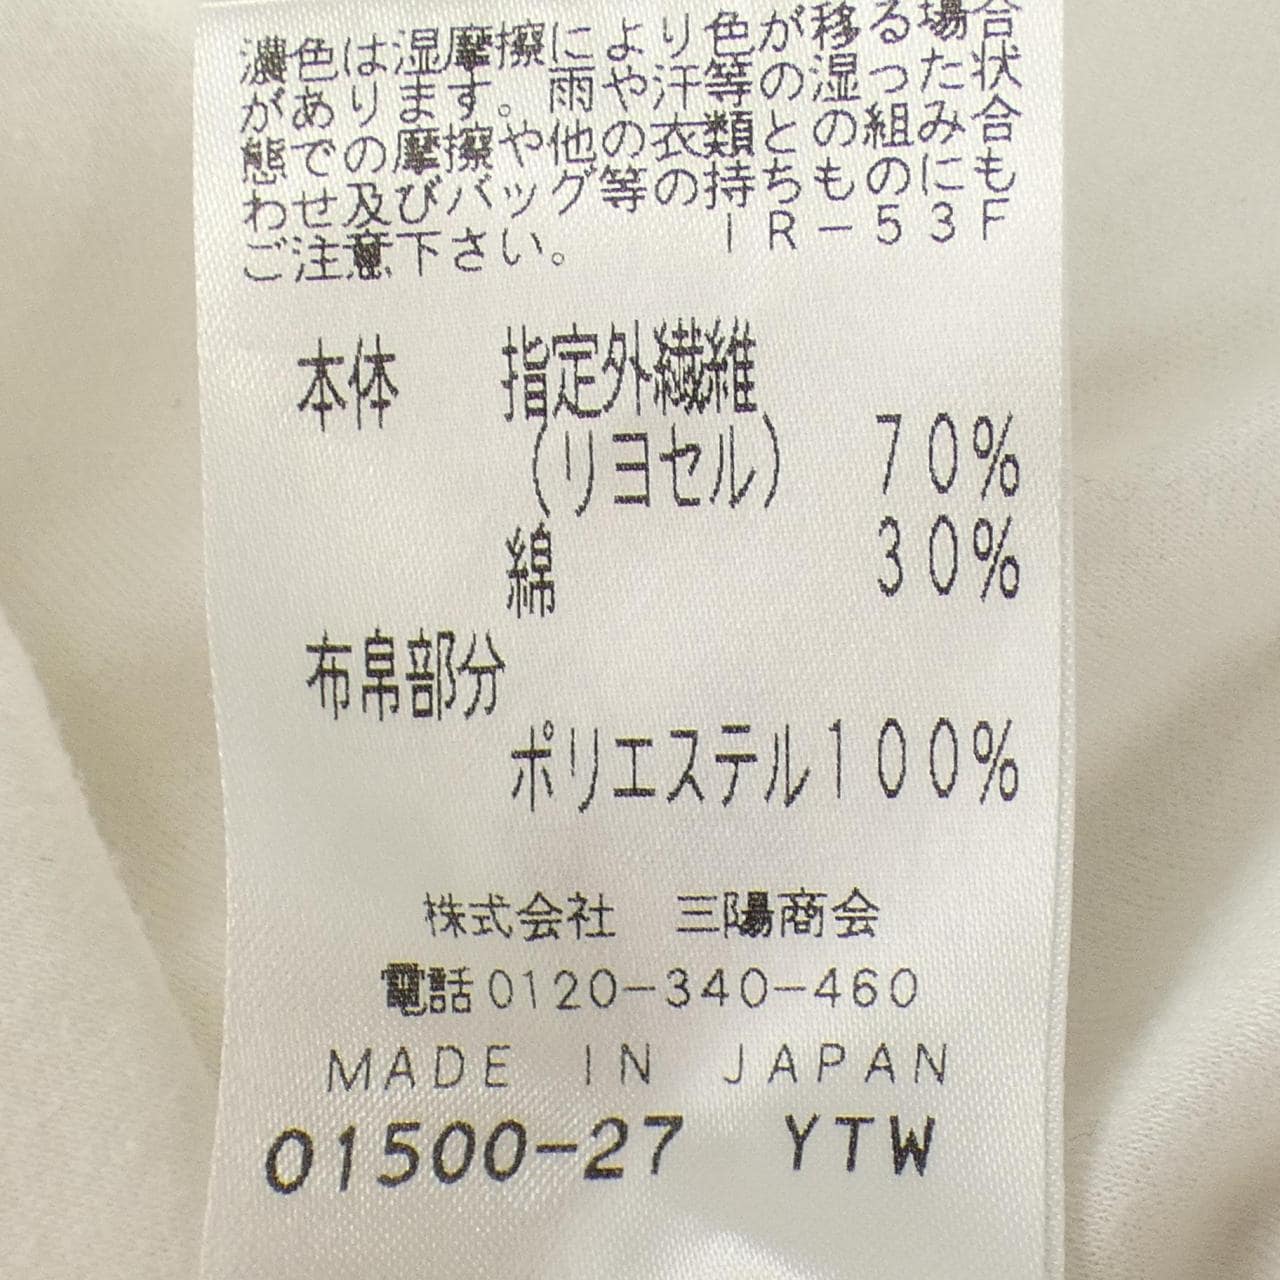 濃色は湿摩擦により色が移る場合
があります。雨や汗等の湿った状
態での摩擦や他の衣類との組み合
わせ及びバッグ等の持ちものにも
ご注意下さい。 -R-53F
本体 指定外繊維
(リヨセル) 70%
綿 30%
布帛部分
ポリエステル100%
株式会社 三陽商会
電話0120-340-460
MADE IN JAPAN
01500-27 YTW